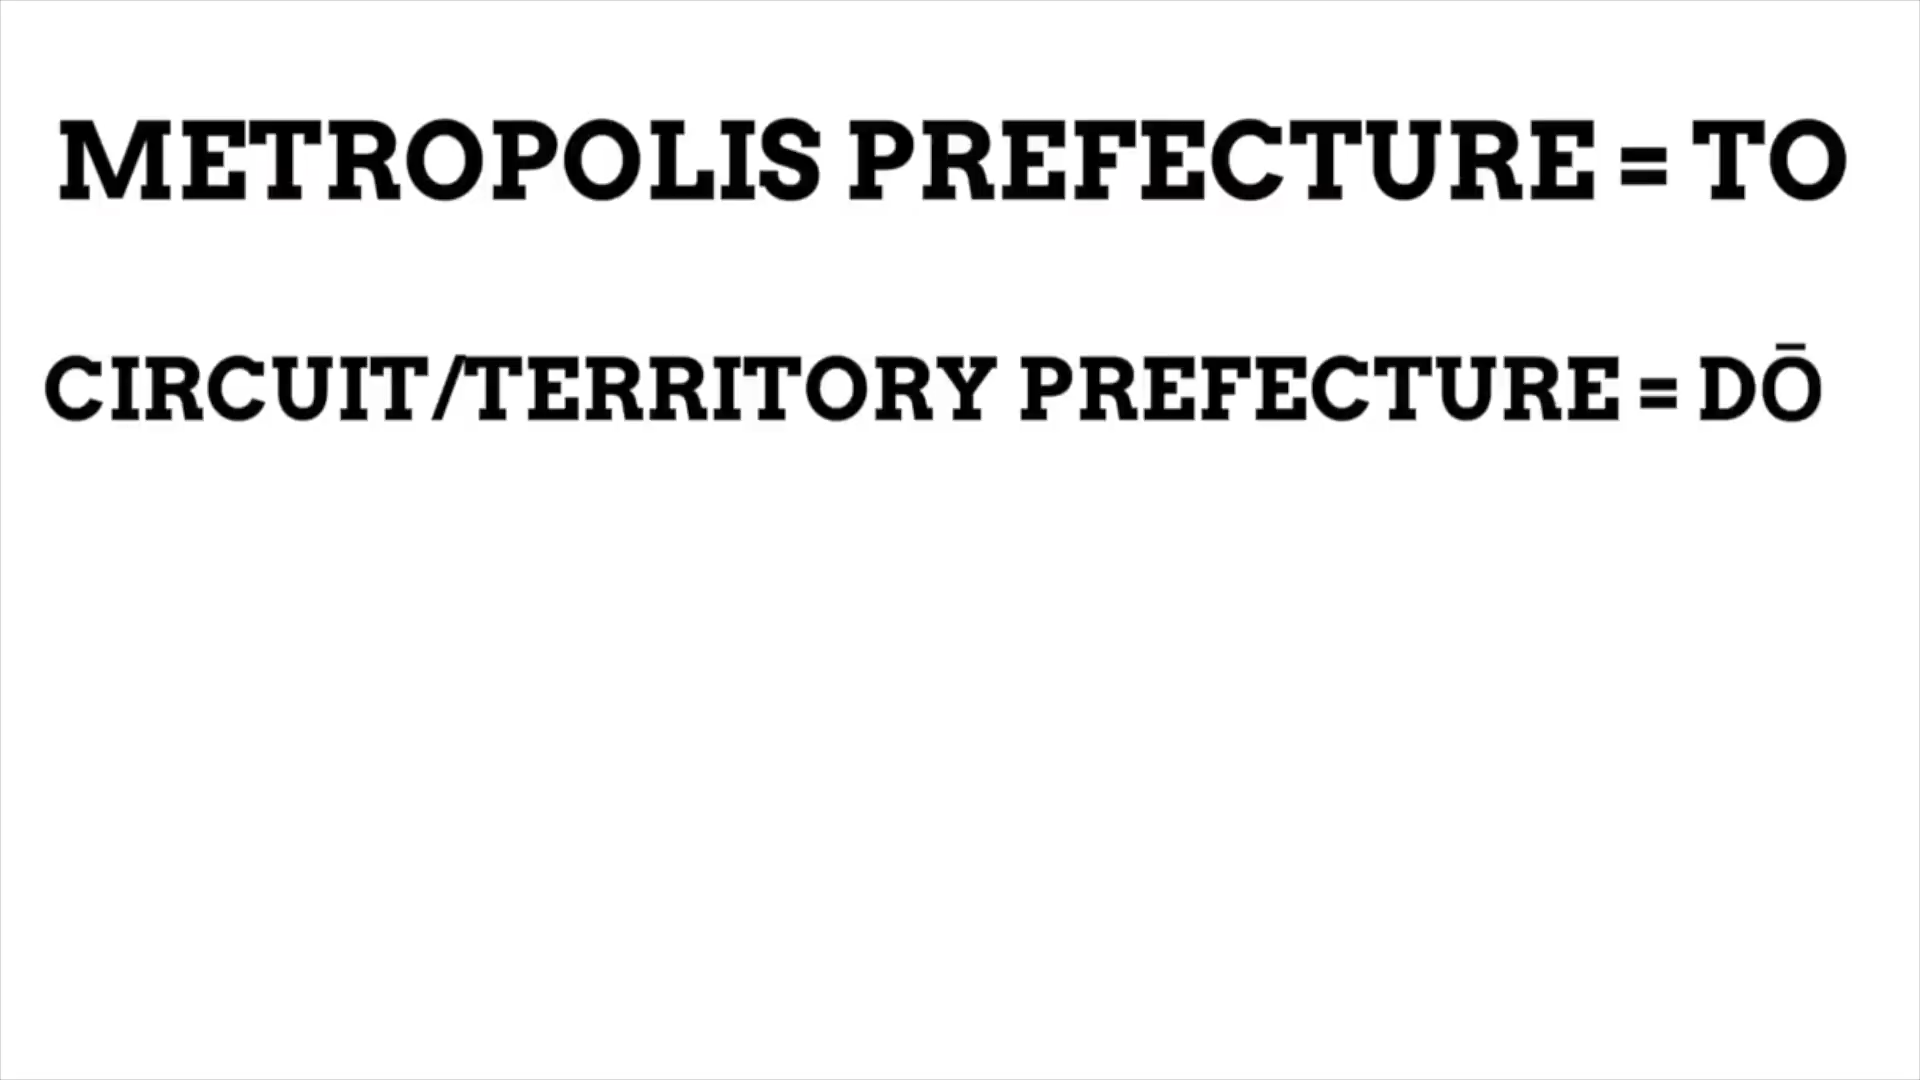 METROPOLIS PREFECTURE = TO
CIRCUIT/TERRITORY PREFECTURE = DŌ